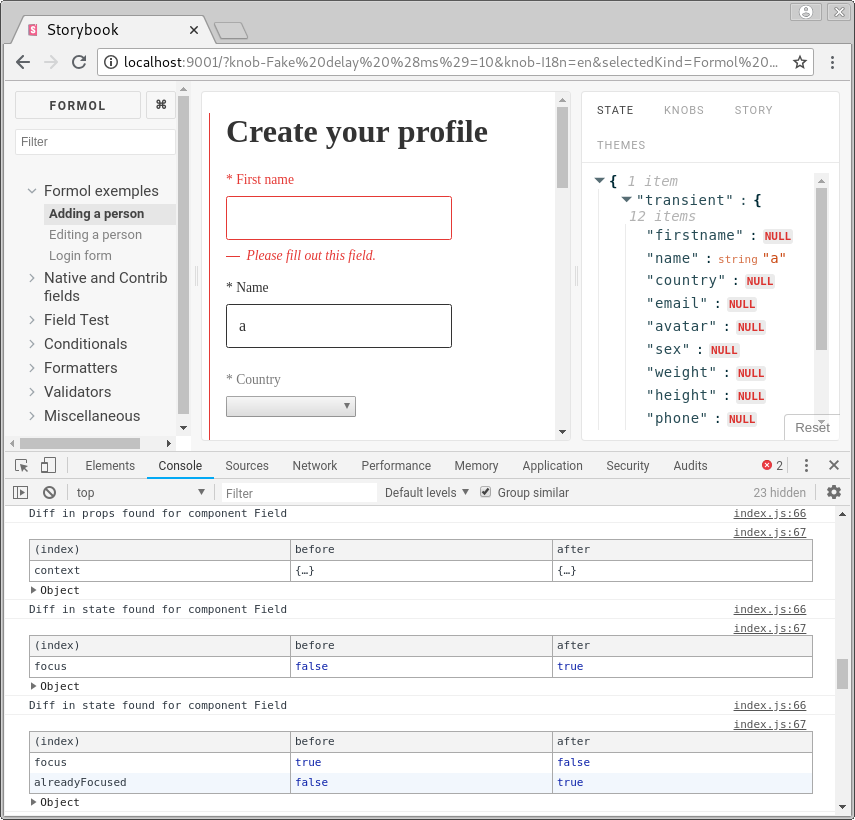 Storybook
localhost:9001/?knob-Fake%20delay%20%28ms%29=10&knob-I18n=en&selectedKind=Formol%20...
FORMOL
⌘
Filter
Formol examples
Adding a person
Editing a person
Login form
Native and Contrib
fields
Field Test
Conditionals
Formatters
Validators
Miscellaneous
Create your profile
* First name
— Please fill out this field.
* Name
a
* Country
STATE KNOBS STORY
THEMES
{ 1 item
"transient" : {
12 items
"firstname" : NULL
"name" : string "a"
"country" : NULL
"email" : NULL
"avatar" : NULL
"sex" : NULL
"weight" : NULL
"height" : NULL
"phone" : NULL
Reset
Elements Console Sources Network Performance Memory Application Security Audits 2
top Filter Default levels Group similar 23 hidden
Diff in props found for component Field index.js:66
index.js:67
(index) before after
context {…} {…}
Object
Diff in state found for component Field index.js:66
index.js:67
(index) before after
focus false true
Object
Diff in state found for component Field index.js:66
index.js:67
(index) before after
focus true false
alreadyFocused false true
Object